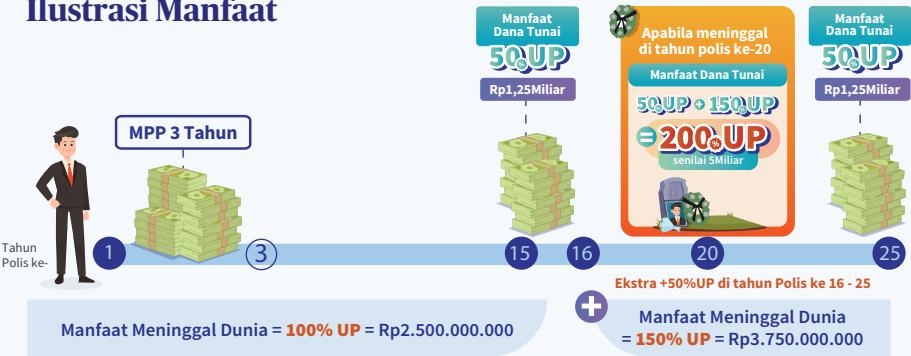 Ilustrasi Manfaat
Manfaat
Dana Tunai
50% UP
Rp1,25Miliar
Apabila meninggal
di tahun polis ke-20
Manfaat Dana Tunai
50% UP + 150% UP
= 200% UP
senilai 5Miliar
Manfaat
Dana Tunai
50% UP
Rp1,25Miliar
MPP 3 Tahun
Tahun
Polis ke-
1
3
15
16
20
25
Ekstra +50%UP di tahun Polis ke 16 - 25
Manfaat Meninggal Dunia = 100% UP = Rp2.500.000.000
+
Manfaat Meninggal Dunia
= 150% UP = Rp3.750.000.000